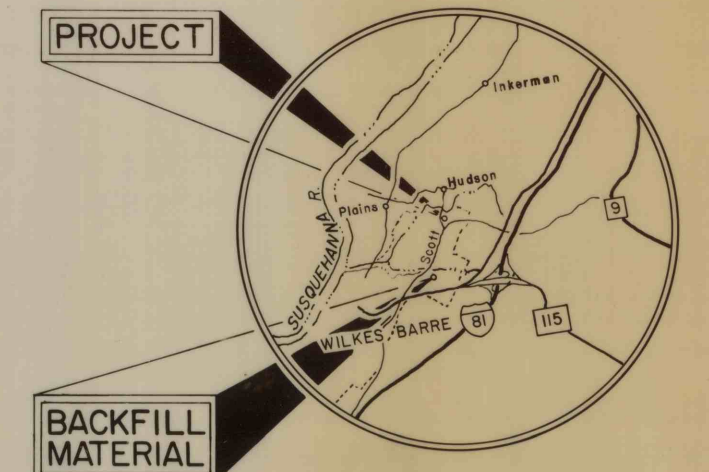 PROJECT
Inkerman
Hudson
Plains
Scott
9
SUSQUEHANNA R.
81
115
WILKES BARRE
BACKFILL
MATERIAL